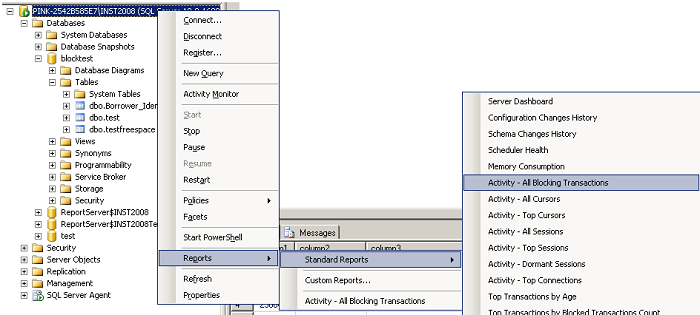 PINK-2542B585E7\INST2008 (SQL Server 10.0.1600
Databases
System Databases
Database Snapshots
blocktest
Database Diagrams
Tables
System Tables
dbo.Borrower_Iden
dbo.test
dbo.testfreespace
Views
Synonyms
Programmability
Service Broker
Storage
Security
ReportServer$INST2008
ReportServer$INST2008Te
test
Security
Server Objects
Replication
Management
SQL Server Agent
Connect...
Disconnect
Register...
New Query
Activity Monitor
Start
Stop
Pause
Resume
Restart
Policies
Facets
Start PowerShell
Reports
Refresh
Properties
Messages
column2
column3
4
Standard Reports
Custom Reports...
Activity - All Blocking Transactions
Server Dashboard
Configuration Changes History
Schema Changes History
Scheduler Health
Memory Consumption
Activity - All Blocking Transactions
Activity - All Cursors
Activity - Top Cursors
Activity - All Sessions
Activity - Top Sessions
Activity - Dormant Sessions
Activity - Top Connections
Top Transactions by Age
Top Transactions by Blocked Transactions Count